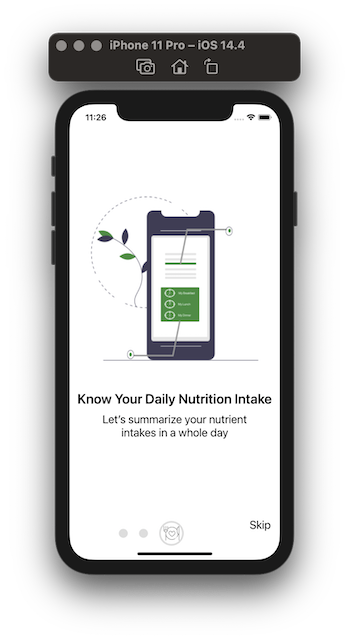 iPhone 11 Pro – iOS 14.4
11:26
Know Your Daily Nutrition Intake
Let's summarize your nutrient
intakes in a whole day
Skip